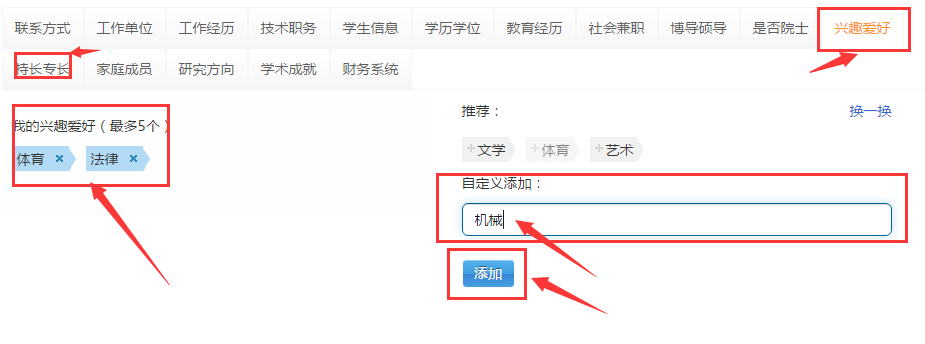 联系方式 工作单位 工作经历 技术职务 学生信息 学历学位 教育经历 社会兼职 博导硕导 是否院士 兴趣爱好
特长专长 家庭成员 研究方向 学术成就 财务系统
我的兴趣爱好（最多5个）
体育 × 法律 ×
推荐： 换一换
+文学 +体育 +艺术
自定义添加：
机械
添加